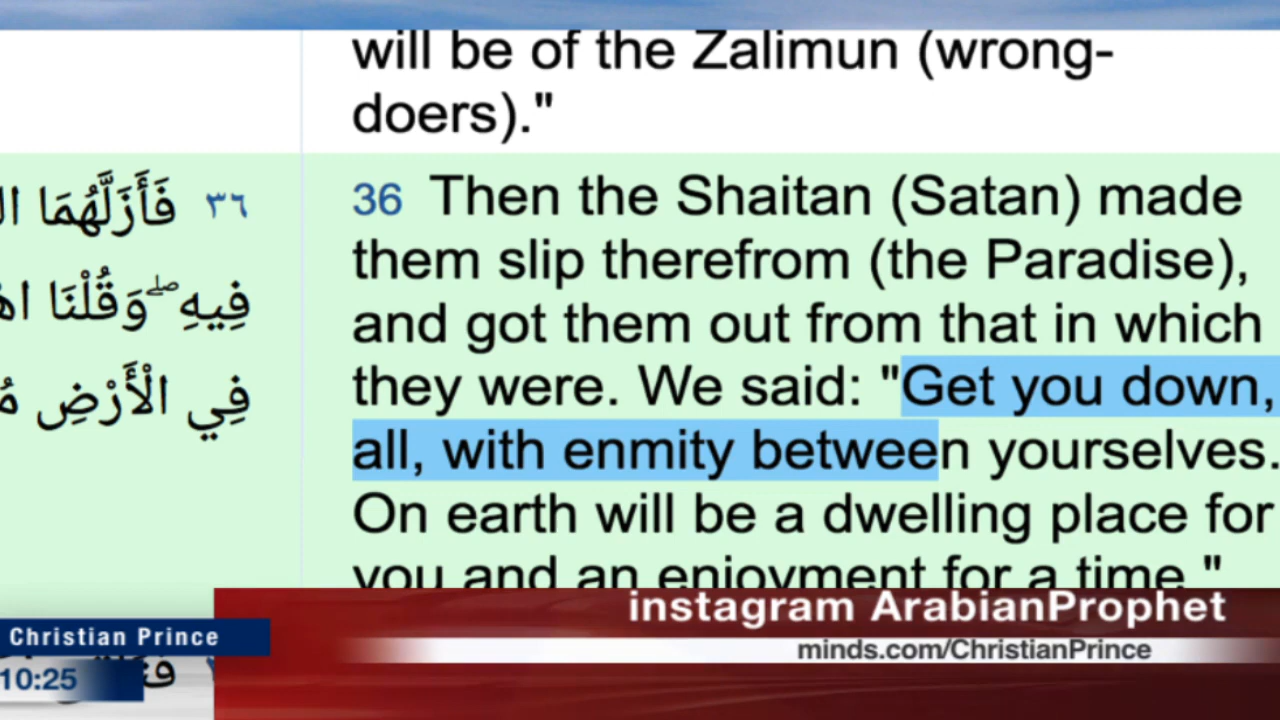 will be of the Zalimun (wrong-
doers)."
36 Then the Shaitan (Satan) made
them slip therefrom (the Paradise),
and got them out from that in which
they were. We said: "Get you down,
all, with enmity between yourselves.
On earth will be a dwelling place for
you and an enjoyment for a time."
٣٦ فَأَزَلَّهُمَا
فِيهِ ۖ وَقُلْنَا
فِي الْأَرْضِ
instagram ArabianProphet
minds.com/ChristianPrince
Christian Prince
10:25